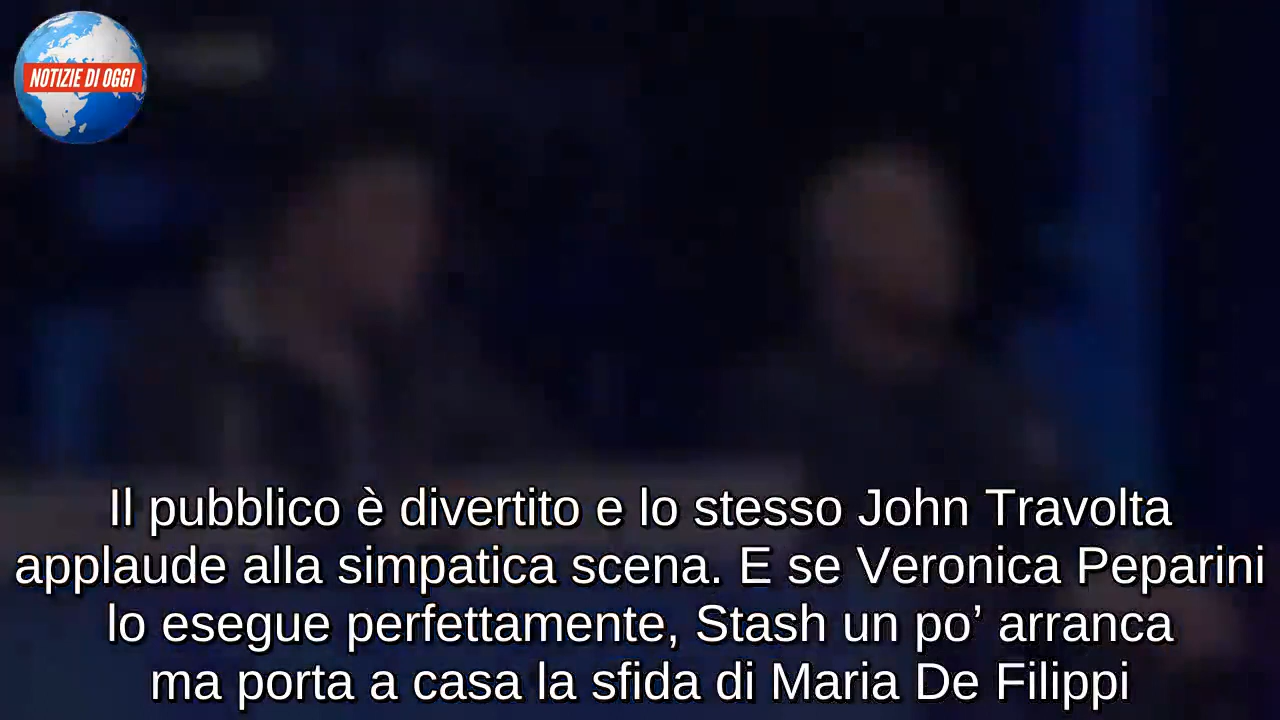 NOTIZIE DI OGGI
Il pubblico è divertito e lo stesso John Travolta
applaude alla simpatica scena. E se Veronica Peparini
lo esegue perfettamente, Stash un po’ arranca
ma porta a casa la sfida di Maria De Filippi